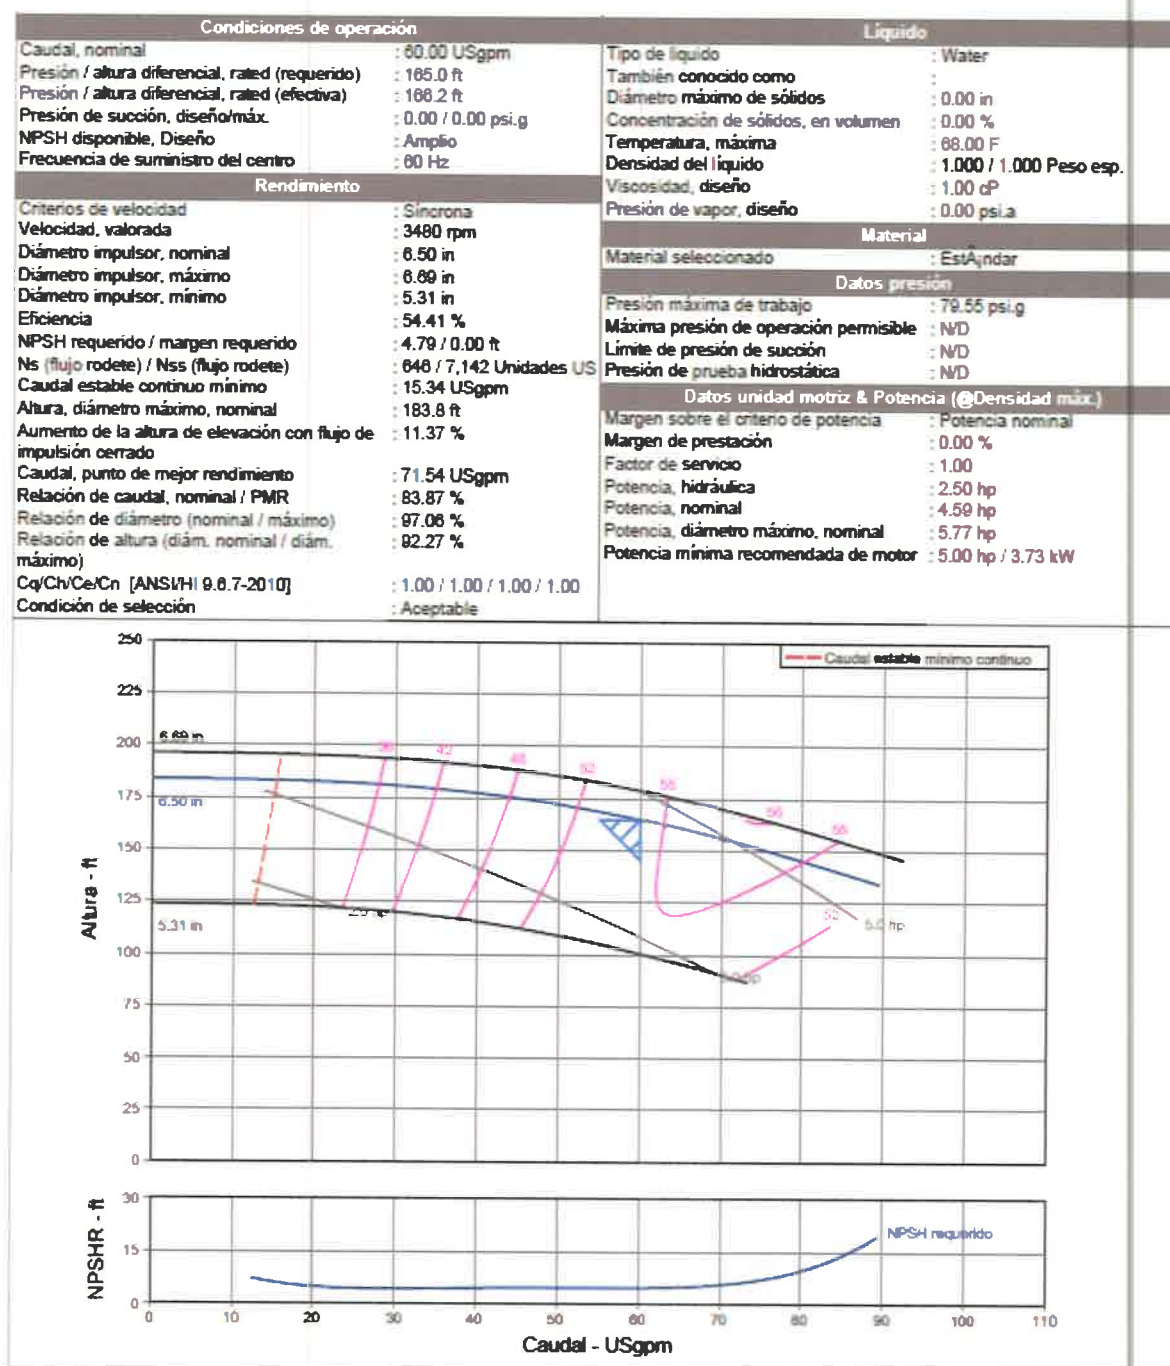 Condiciones de operación
Caudal, nominal : 60.00 USgpm
Presión / altura diferencial, rated (requerido) : 165.0 ft
Presión / altura diferencial, rated (efectiva) : 166.2 ft
Presión de succión, diseño/máx. : 0.00 / 0.00 psi.g
NPSH disponible, Diseño : Amplio
Frecuencia de suministro del centro : 60 Hz
Rendimiento
Criterios de velocidad : Síncrona
Velocidad, valorada : 3480 rpm
Diámetro impulsor, nominal : 6.50 in
Diámetro impulsor, máximo : 6.69 in
Diámetro impulsor, mínimo : 5.31 in
Eficiencia : 54.41 %
NPSH requerido / margen requerido : 4.79 / 0.00 ft
Ns (flujo rodete) / Nss (flujo rodete) : 646 / 7,142 Unidades US
Caudal estable continuo mínimo : 15.34 USgpm
Altura, diámetro máximo, nominal : 183.8 ft
Aumento de la altura de elevación con flujo de : 11.37 %
impulsión cerrado
Caudal, punto de mejor rendimiento : 71.54 USgpm
Relación de caudal, nominal / PMR : 83.87 %
Relación de diámetro (nominal / máximo) : 97.06 %
Relación de altura (diám. nominal / diám. : 92.27 %
máximo)
Cq/Ch/Ce/Cn [ANSI/HI 9.6.7-2010] : 1.00 / 1.00 / 1.00 / 1.00
Condición de selección : Aceptable
Líquido
Tipo de líquido : Water
También conocido como :
Diámetro máximo de sólidos : 0.00 in
Concentración de sólidos, en volumen : 0.00 %
Temperatura, máxima : 68.00 F
Densidad del líquido : 1.000 / 1.000 Peso esp.
Viscosidad, diseño : 1.00 cP
Presión de vapor, diseño : 0.00 psi.a
Material
Material seleccionado : EstÃ¡ndar
Datos presión
Presión máxima de trabajo : 79.55 psi.g
Máxima presión de operación permisible : N/D
Límite de presión de succión : N/D
Presión de prueba hidrostática : N/D
Datos unidad motriz & Potencia (@Densidad máx.)
Margen sobre el criterio de potencia : Potencia nominal
Margen de prestación : 0.00 %
Factor de servicio : 1.00
Potencia, hidráulica : 2.50 hp
Potencia, nominal : 4.59 hp
Potencia, diámetro máximo, nominal : 5.77 hp
Potencia mínima recomendada de motor : 5.00 hp / 3.73 kW
Caudal estable mínimo continuo
Altura - ft
250
225
200
175
150
125
100
75
50
25
0
6.69 in
6.50 in
5.31 in
42
52
55
56
55
52
5.0 hp
NPSHR - ft
30
15
0
NPSH requerido
0 10 20 30 40 50 60 70 80 90 100 110
Caudal - USgpm